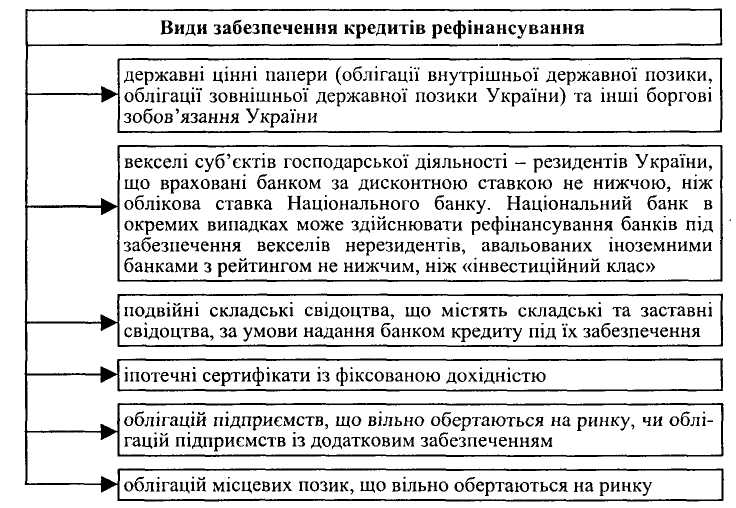 Види забезпечення кредитів рефінансування
державні цінні папери (облігації внутрішньої державної позики,
облігації зовнішньої державної позики України) та інші боргові
зобов’язання України
векселі суб’єктів господарської діяльності – резидентів України,
що враховані банком за дисконтною ставкою не нижчою, ніж
облікова ставка Національного банку. Національний банк в
окремих випадках може здійснювати рефінансування банків під
забезпечення векселів нерезидентів, авальованих іноземними
банками з рейтингом не нижчим, ніж «інвестиційний клас»
подвійні складські свідоцтва, що містять складські та заставні
свідоцтва, за умови надання банком кредиту під їх забезпечення
іпотечні сертифікати із фіксованою дохідністю
облігацій підприємств, що вільно обертаються на ринку, чи облі-
гацій підприємств із додатковим забезпеченням
облігацій місцевих позик, що вільно обертаються на ринку